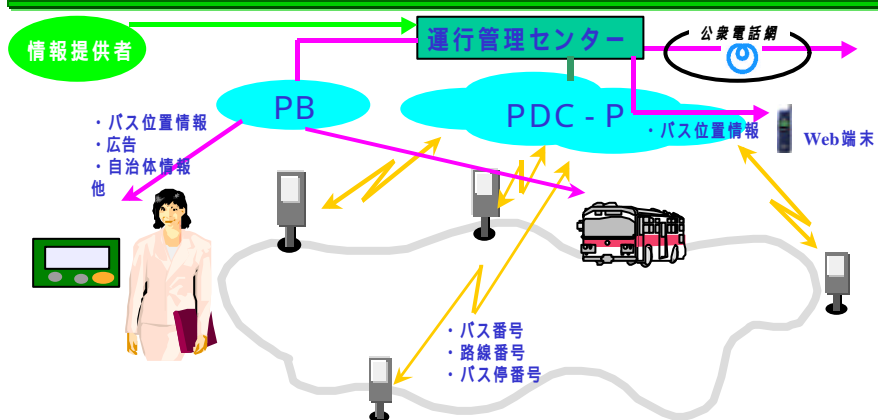 情報提供者
運行管理センター
公衆電話網
PB
PDC-P
・バス位置情報
・広告
・自治体情報
他
・バス位置情報
Web端末
・バス番号
・路線番号
・バス停番号